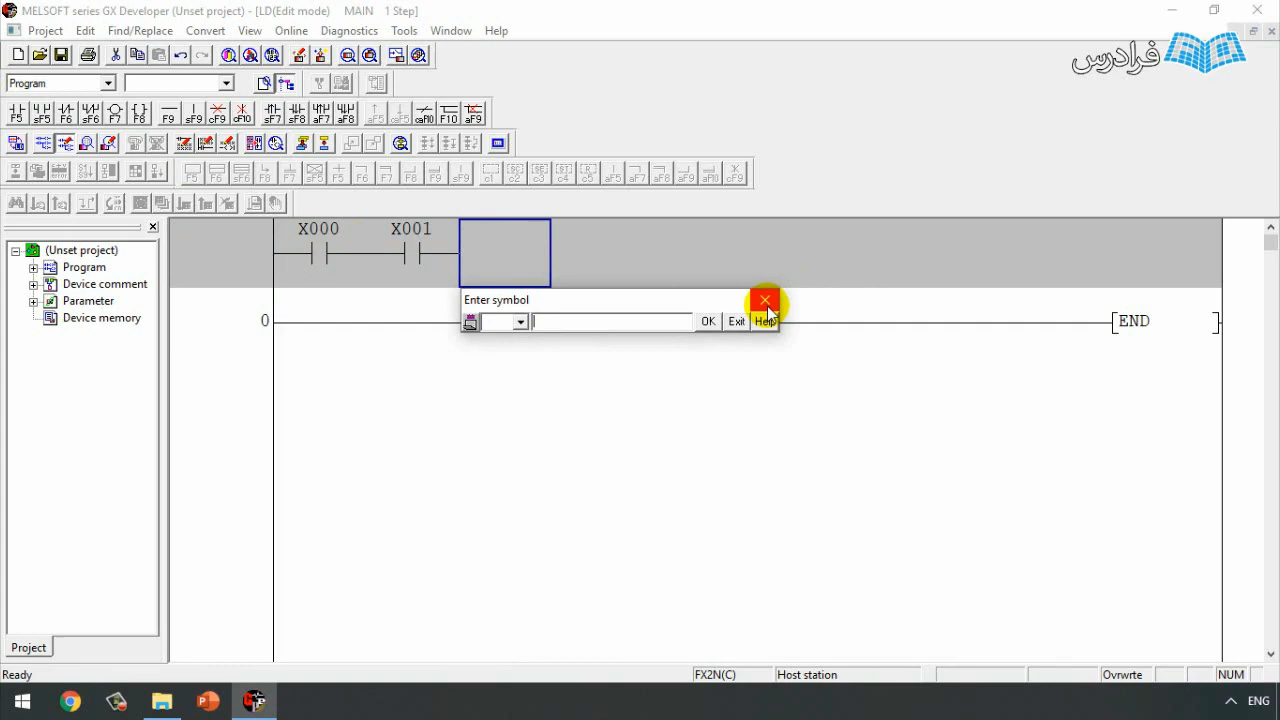 MELSOFT series GX Developer (Unset project) - [LD(Edit mode) MAIN 1 Step]
Project Edit Find/Replace Convert View Online Diagnostics Tools Window Help
فرادرس
Program
F5 sF5 F6 sF6 F7 F8 F9 sF9 cF9 cF10 sF7 sF8 aF7 aF8 aF5 caF5 caF10 F10 aF9
F5 F6 sF6 F8 F7 sF5 F5 F6 F7 F8 F9 sF9 c1 c2 c3 c4 c5 aF5 aF7 aF8 aF9 aF10 cF9
(Unset project)
Program
Device comment
Parameter
Device memory
Project
X000 X001
Enter symbol
OK Exit Help
0 END
Ready FX2N(C) Host station Ovrwrte NUM
ENG